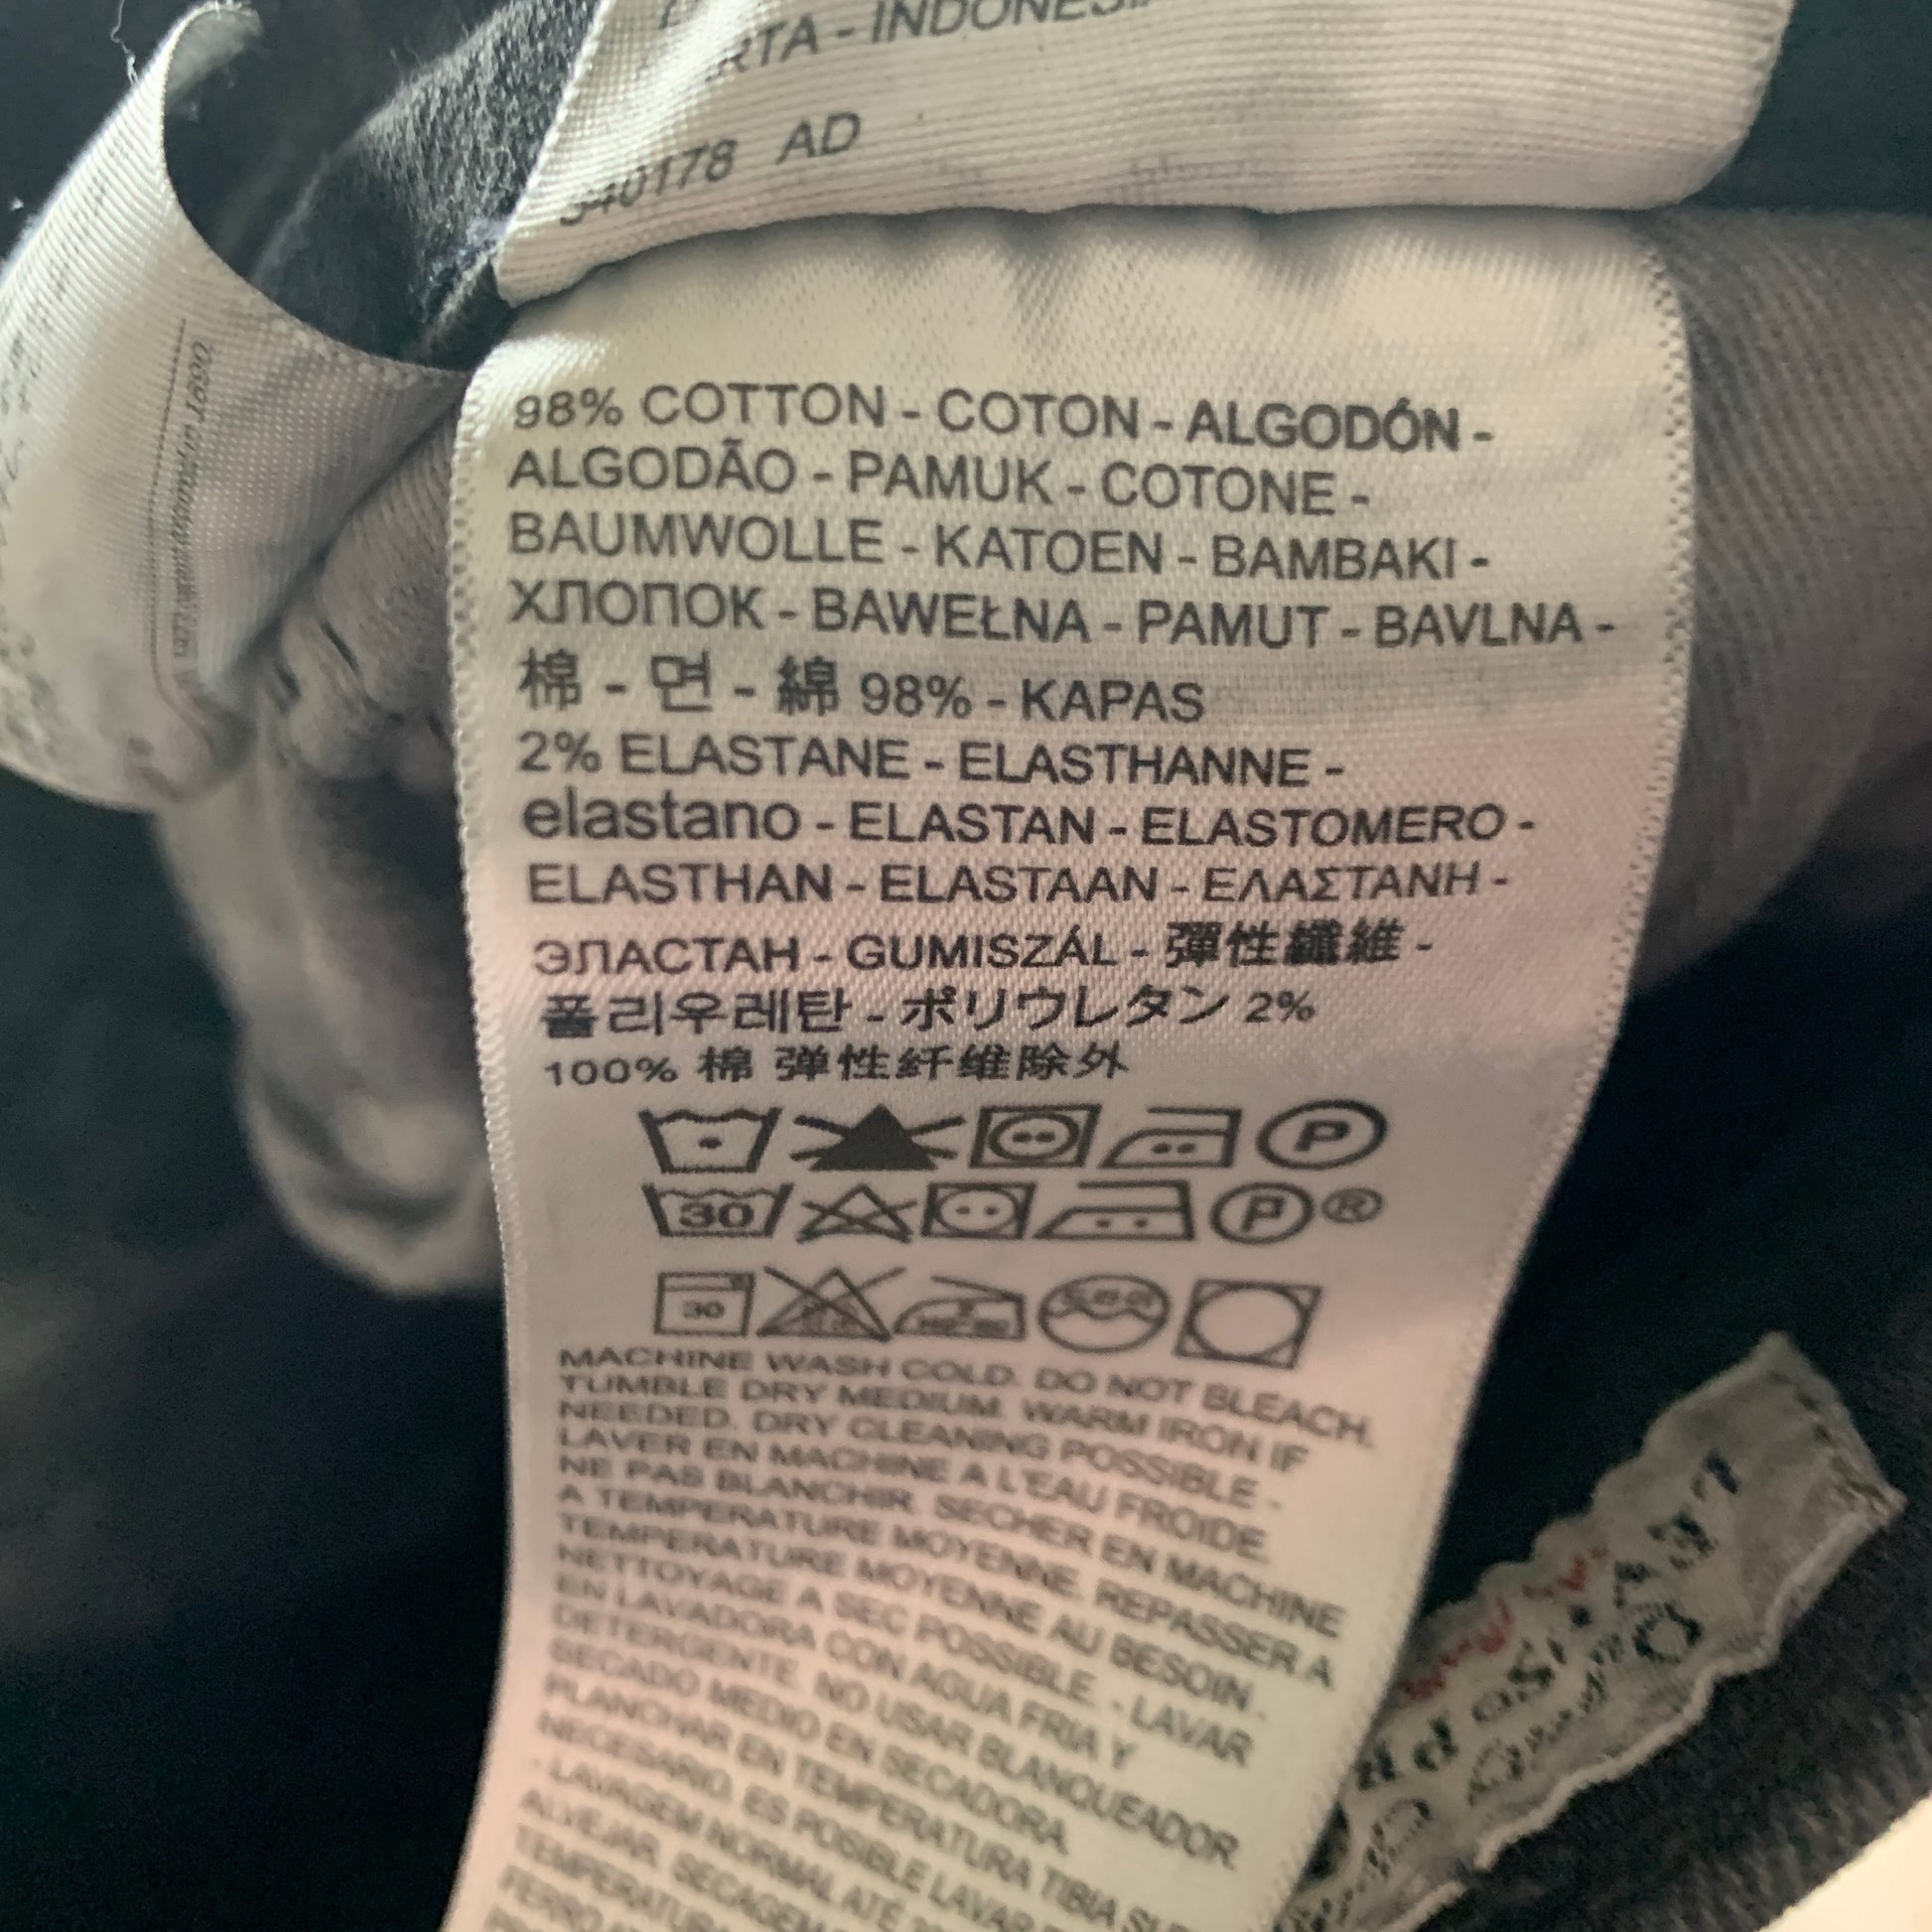 RTA - INDONESIA
340178 AD
98% COTTON - COTON - ALGODÓN -
ALGODÃO - PAMUK - COTONE -
BAUMWOLLE - KATOEN - BAMBAKI -
ХЛОПОК - BAWEŁNA - PAMUT - BAVLNA -
棉 - 면 - 綿 98% - KAPAS
2% ELASTANE - ELASTHANNE -
elastano - ELASTAN - ELASTOMERO -
ELASTHAN - ELASTAAN - ΕΛΑΣΤΑΝΗ -
ЭЛАСТАН - GUMISZÁL - 彈性纖維 -
폴리우레탄 - ポリウレタン 2%
100% 棉 弹性纤维除外
P
30 P ®
30
MACHINE WASH COLD. DO NOT BLEACH.
TUMBLE DRY MEDIUM. WARM IRON IF
NEEDED. DRY CLEANING POSSIBLE -
LAVER EN MACHINE A L'EAU FROIDE.
NE PAS BLANCHIR. SECHER EN MACHINE
A TEMPERATURE MOYENNE. REPASSER A
TEMPERATURE MOYENNE AU BESOIN.
NETTOYAGE A SEC POSSIBLE. - LAVAR
EN LAVADORA CON AGUA FRIA Y
DETERGENTE. NO USAR BLANQUEADOR.
SECADO MEDIO EN SECADORA.
PLANCHAR EN TEMPERATURA TIBIA SI
NECESARIO. ES POSIBLE LAVAR
- LAVAGEM NORMAL ATÉ
ALVEJAR. SECAGEM
LEVI